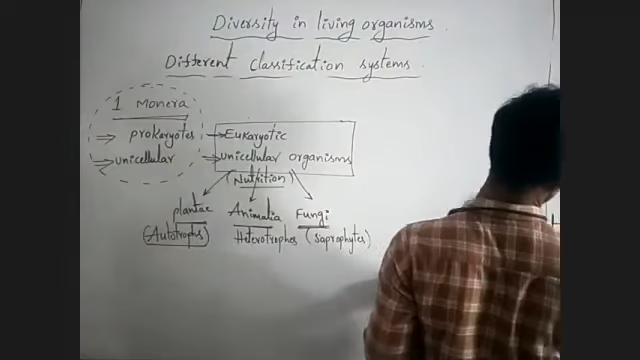 Diversity in living organisms
Different classification systems
1 Monera
⇒ prokaryotes → Eukaryotic
⇒ unicellular ⇒ unicellular organisms
(Nutrition)
plantae Animalia Fungi
(Autotrophs) Heterotrophes (saprophytes)